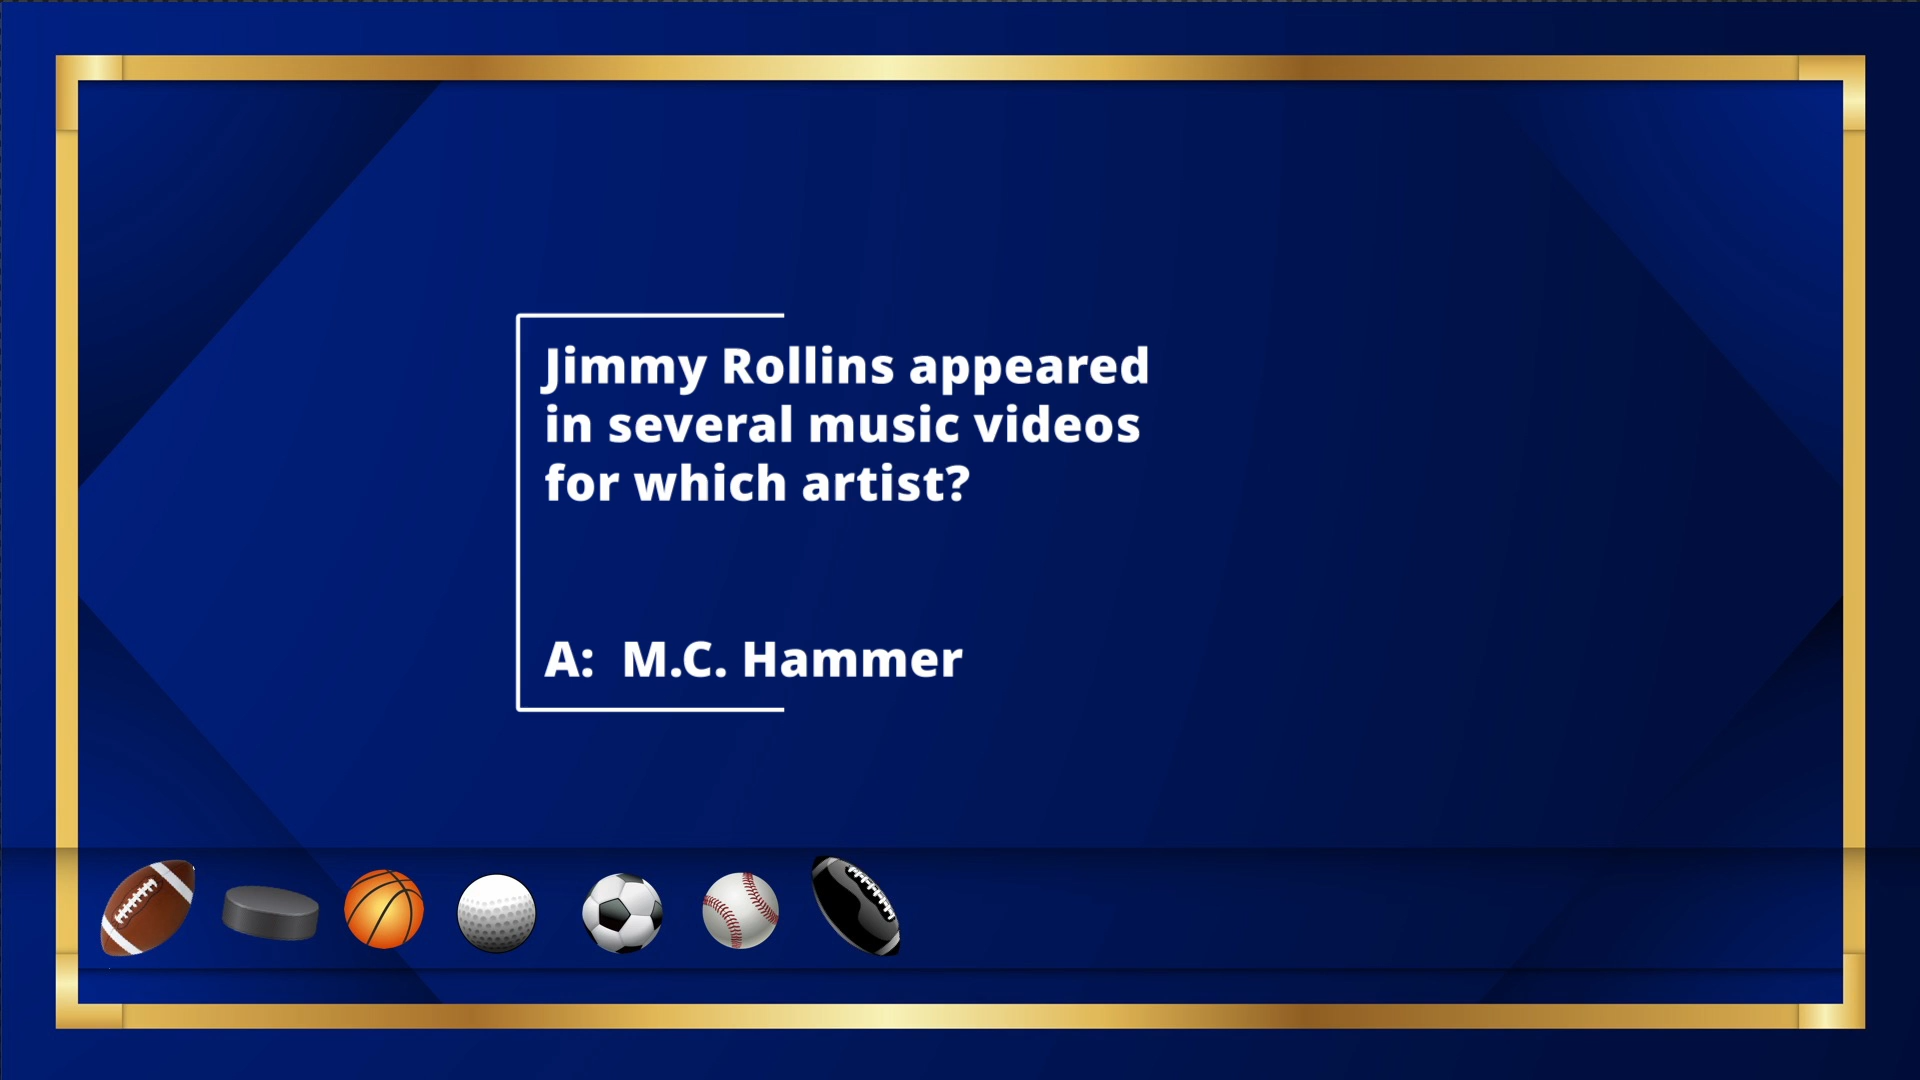 Jimmy Rollins appeared
in several music videos
for which artist?
A:  M.C. Hammer